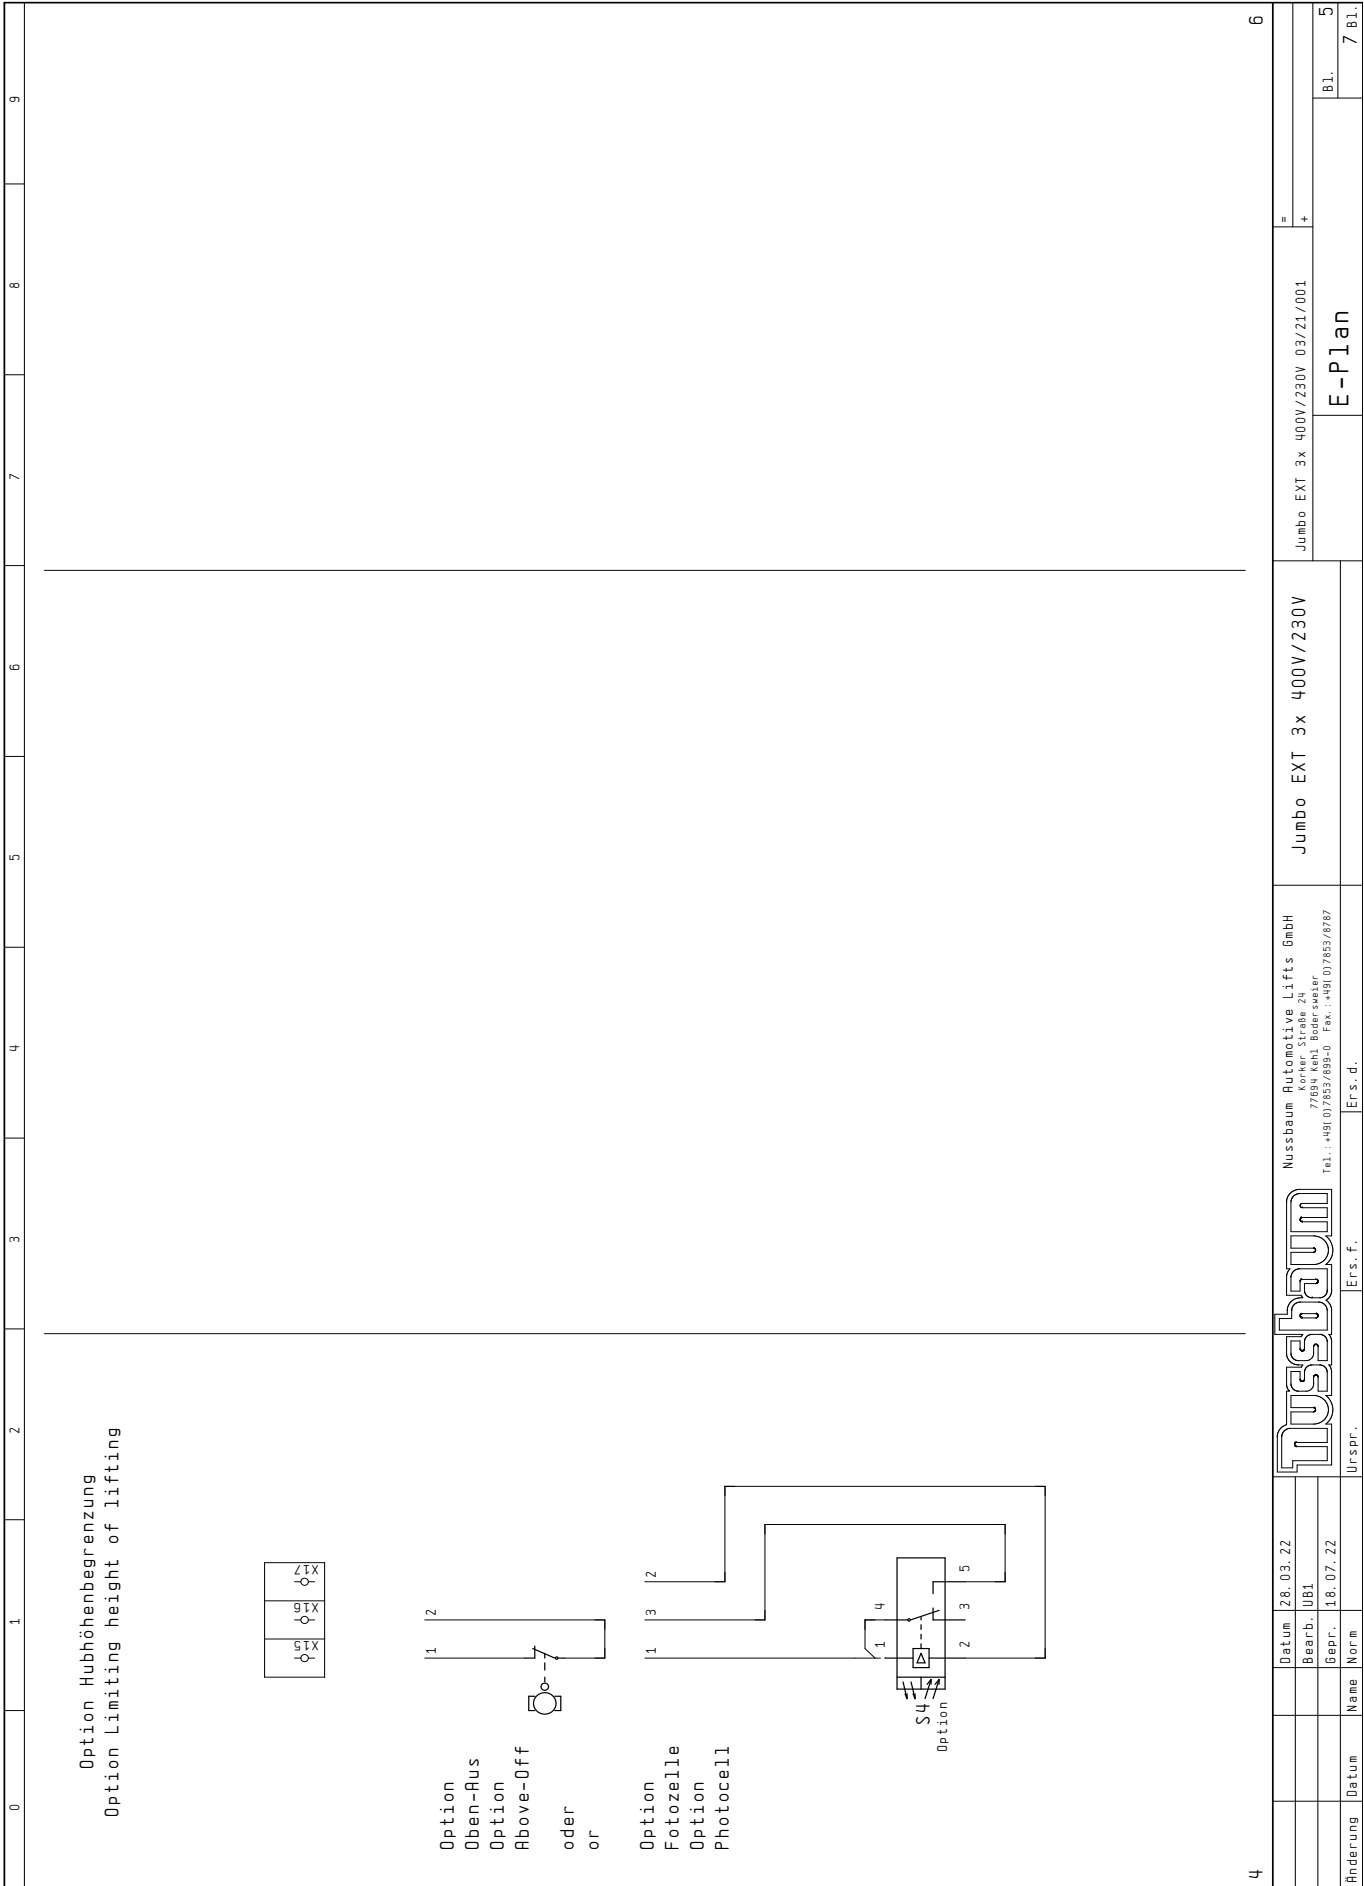 0 1 2 3 4 5 6 7 8 9
Option Hubhöhenbegrenzung
Option Limiting height of lifting
X15 X16 X17
Option
Oben-Aus
Option
Above-Off
1 2
oder
or
Option
Fotozelle
Option
Photocell
1 3 2
1 4
S4
Option
2 3 5
4
6
Änderung
Datum
Name
Datum 28.03.22
Bearb. UB1
Gepr. 18.07.22
Norm
nussbaum
Urspr.
Ers.f.
Ers.d.
Nussbaum Automotive Lifts GmbH
Korker Straße 24
77694 Kehl Bodersweier
Tel.:+49(0)7853/899-0 Fax.:+49(0)7853/8787
Jumbo EXT 3x 400V/230V
Jumbo EXT 3x 400V/230V 03/21/001
E-Plan
=
+
Bl. 5
7 Bl.